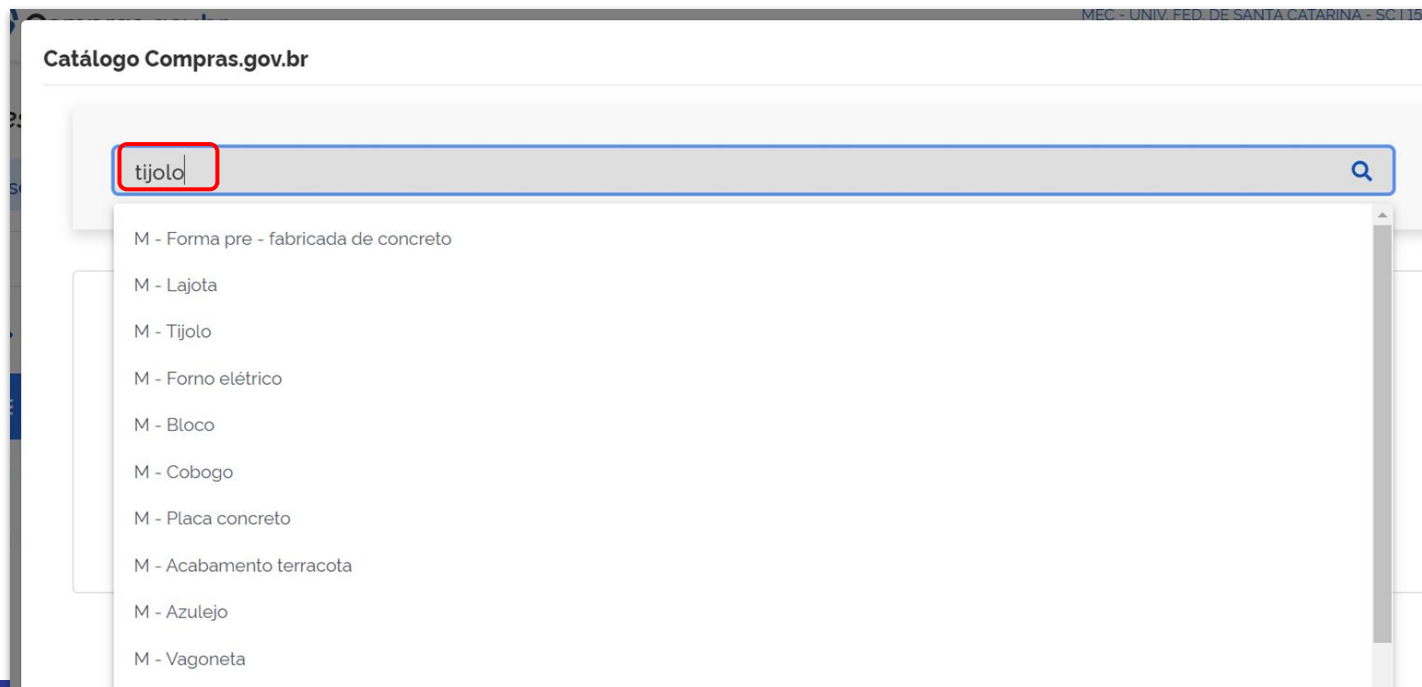 MEC - UNIV. FED. DE SANTA CATARINA - SC | 15
Catálogo Compras.gov.br
tijolo
M - Forma pre - fabricada de concreto
M - Lajota
M - Tijolo
M - Forno elétrico
M - Bloco
M - Cobogo
M - Placa concreto
M - Acabamento terracota
M - Azulejo
M - Vagoneta